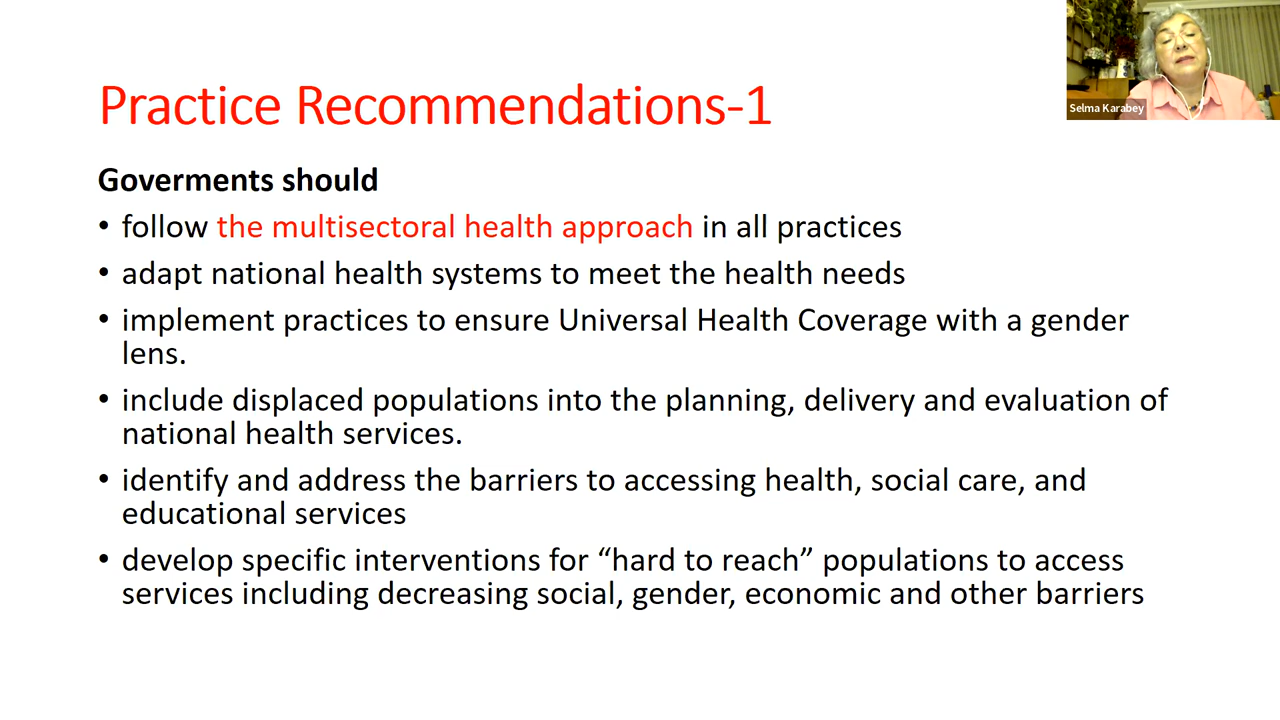 Selma Karabey
Practice Recommendations-1
Goverments should
• follow the multisectoral health approach in all practices
• adapt national health systems to meet the health needs
• implement practices to ensure Universal Health Coverage with a gender
lens.
• include displaced populations into the planning, delivery and evaluation of
national health services.
• identify and address the barriers to accessing health, social care, and
educational services
• develop specific interventions for “hard to reach” populations to access
services including decreasing social, gender, economic and other barriers